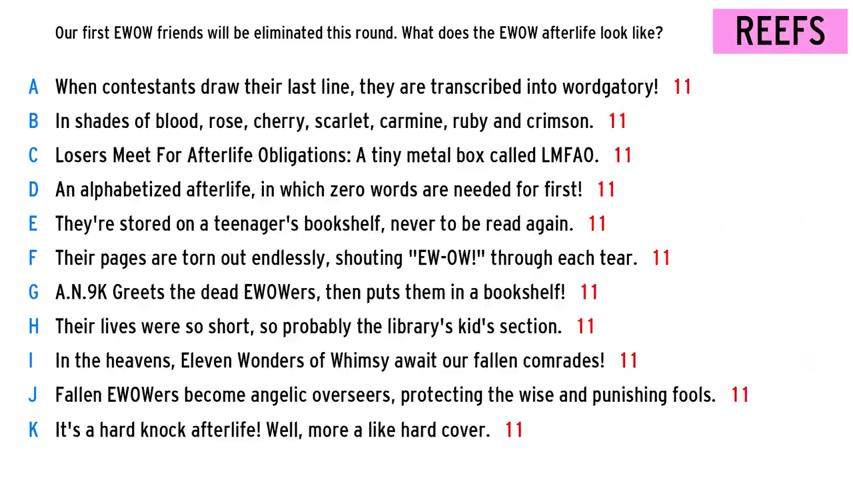 Our first EWOW friends will be eliminated this round. What does the EWOW afterlife look like?
REEFS
A When contestants draw their last line, they are transcribed into wordgatory! 11
B In shades of blood, rose, cherry, scarlet, carmine, ruby and crimson. 11
C Losers Meet For Afterlife Obligations: A tiny metal box called LMFAO. 11
D An alphabetized afterlife, in which zero words are needed for first! 11
E They're stored on a teenager's bookshelf, never to be read again. 11
F Their pages are torn out endlessly, shouting "EW-OW!" through each tear. 11
G A.N.9K Greets the dead EWOWers, then puts them in a bookshelf! 11
H Their lives were so short, so probably the library's kid's section. 11
I In the heavens, Eleven Wonders of Whimsy await our fallen comrades! 11
J Fallen EWOWers become angelic overseers, protecting the wise and punishing fools. 11
K It's a hard knock afterlife! Well, more a like hard cover. 11